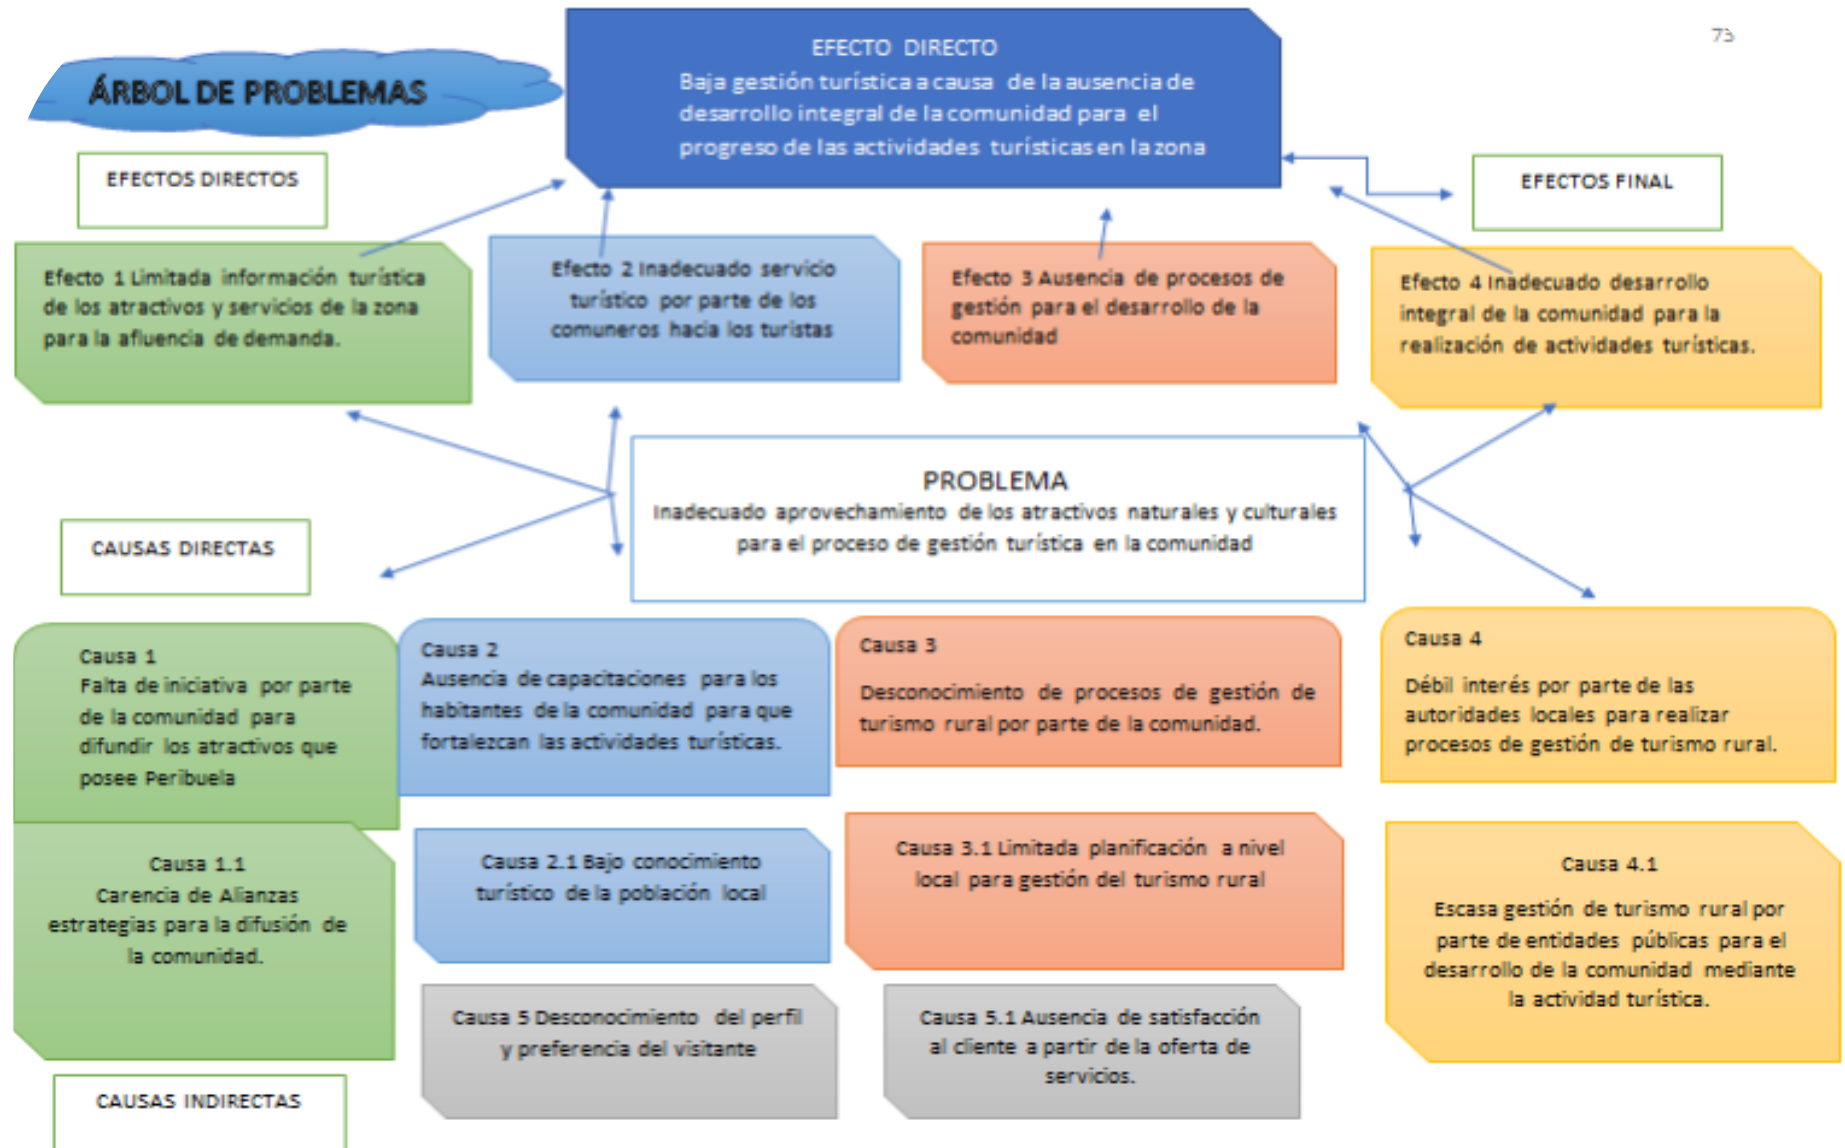 73
ÁRBOL DE PROBLEMAS
EFECTO DIRECTO
Baja gestión turística a causa de la ausencia de
desarrollo integral de la comunidad para el
progreso de las actividades turísticas en la zona
EFECTOS DIRECTOS
EFECTOS FINAL
Efecto 1 Limitada información turística
de los atractivos y servicios de la zona
para la afluencia de demanda.
Efecto 2 Inadecuado servicio
turístico por parte de los
comuneros hacia los turistas
Efecto 3 Ausencia de procesos de
gestión para el desarrollo de la
comunidad
Efecto 4 Inadecuado desarrollo
integral de la comunidad para la
realización de actividades turísticas.
PROBLEMA
Inadecuado aprovechamiento de los atractivos naturales y culturales
para el proceso de gestión turística en la comunidad
CAUSAS DIRECTAS
Causa 1
Falta de iniciativa por parte
de la comunidad para
difundir los atractivos que
posee Peribuela
Causa 2
Ausencia de capacitaciones para los
habitantes de la comunidad para que
fortalezcan las actividades turísticas.
Causa 3
Desconocimiento de procesos de gestión de
turismo rural por parte de la comunidad.
Causa 4
Débil interés por parte de las
autoridades locales para realizar
procesos de gestión de turismo rural.
Causa 1.1
Carencia de Alianzas
estrategias para la difusión de
la comunidad.
Causa 2.1 Bajo conocimiento
turístico de la población local
Causa 3.1 Limitada planificación a nivel
local para gestión del turismo rural
Causa 4.1
Escasa gestión de turismo rural por
parte de entidades públicas para el
desarrollo de la comunidad mediante
la actividad turística.
Causa 5 Desconocimiento del perfil
y preferencia del visitante
Causa 5.1 Ausencia de satisfacción
al cliente a partir de la oferta de
servicios.
CAUSAS INDIRECTAS